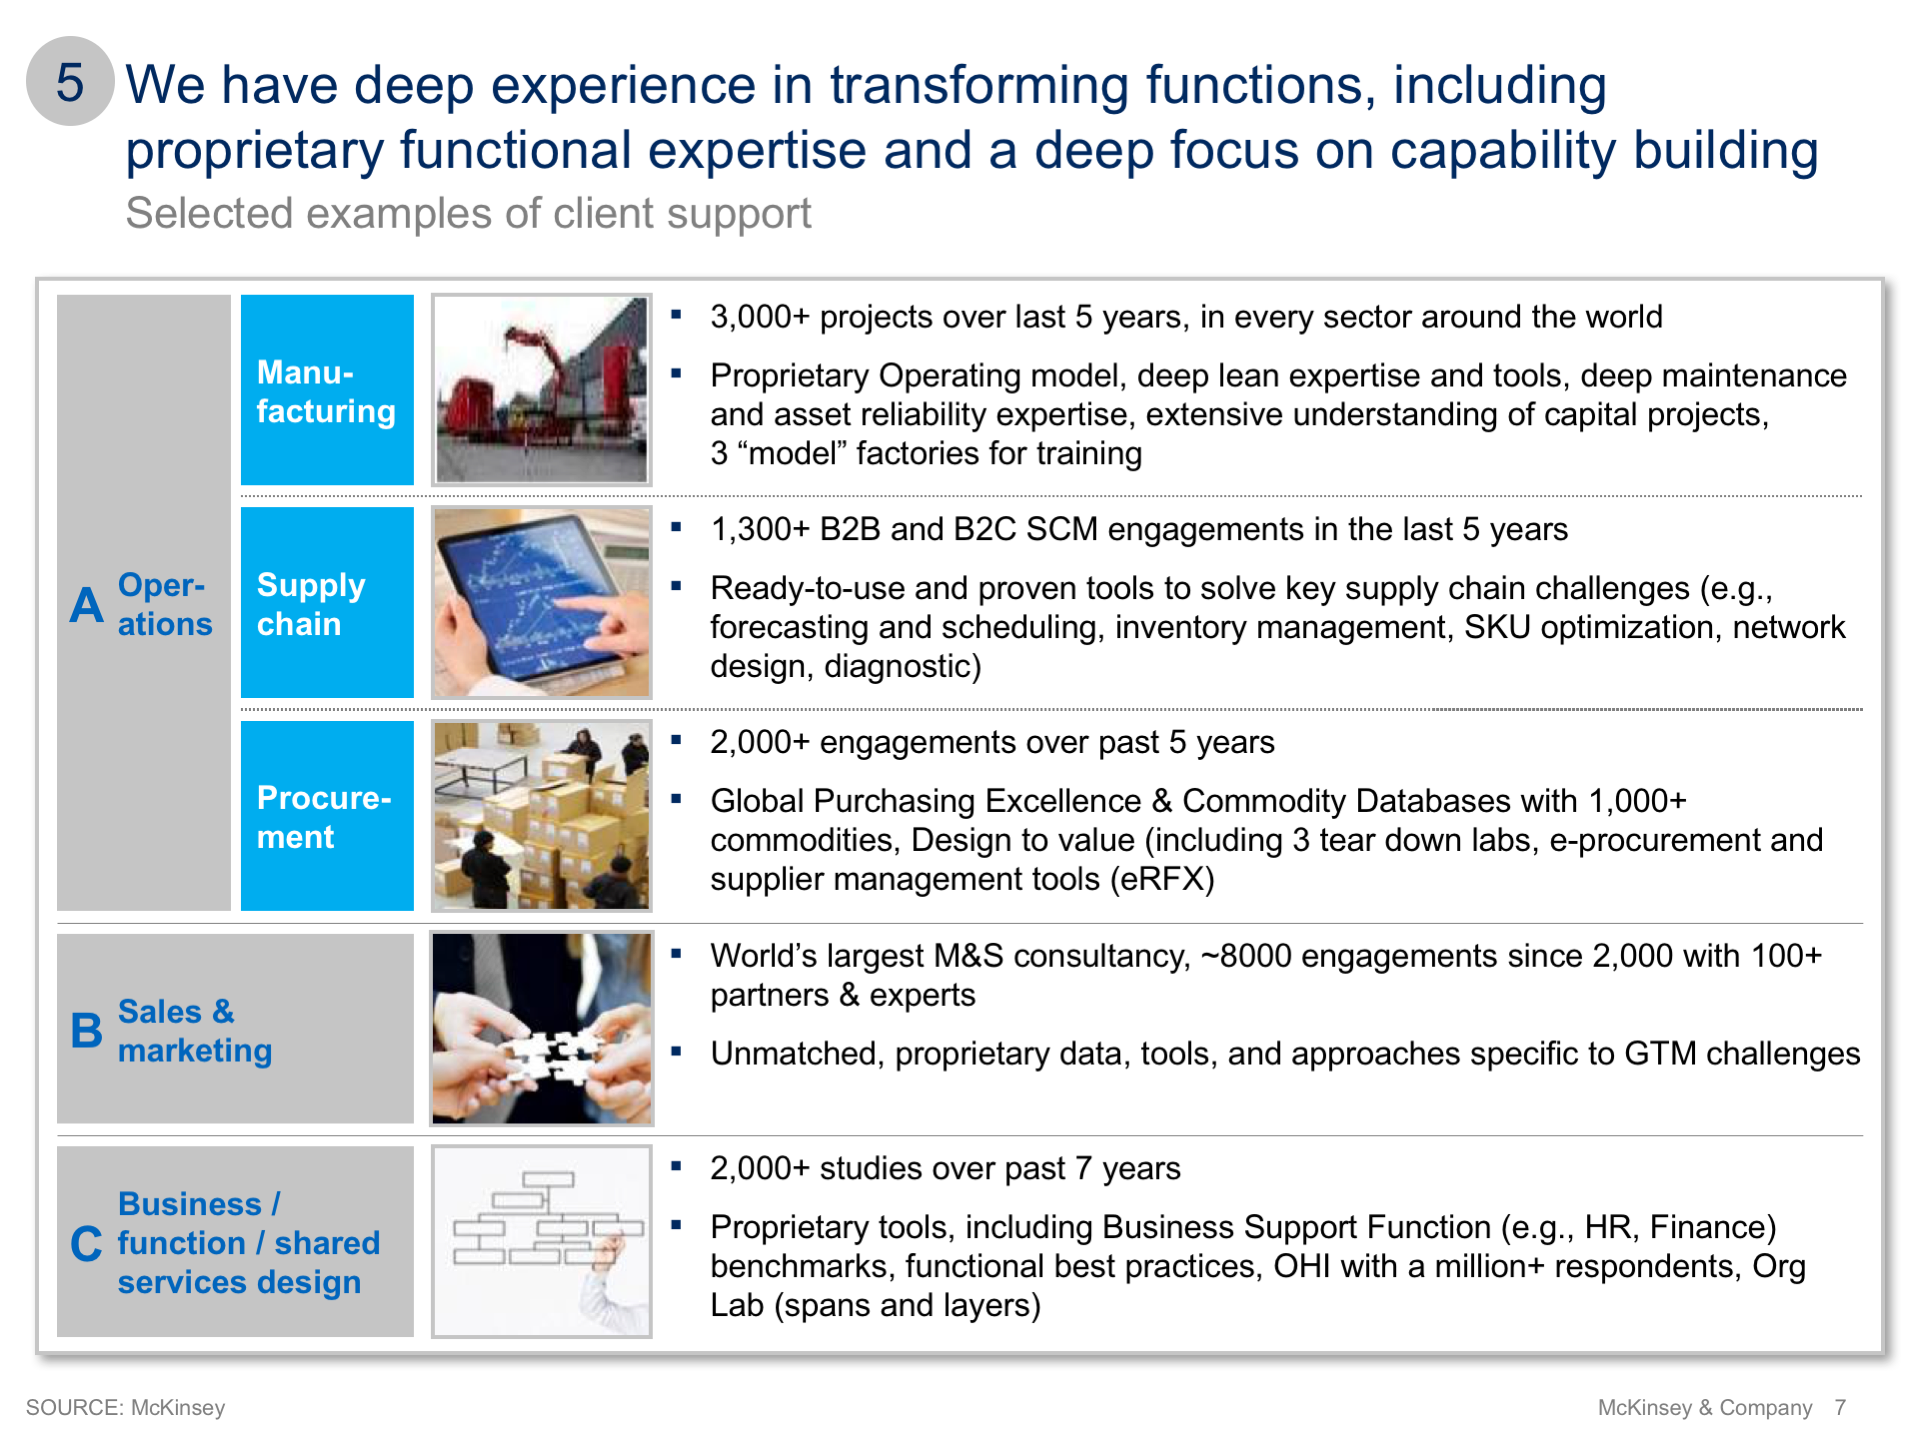 5
We have deep experience in transforming functions, including
proprietary functional expertise and a deep focus on capability building
Selected examples of client support
A
Oper-
ations
Manu-
facturing
▪ 3,000+ projects over last 5 years, in every sector around the world
▪ Proprietary Operating model, deep lean expertise and tools, deep maintenance
and asset reliability expertise, extensive understanding of capital projects,
3 “model” factories for training
Supply
chain
▪ 1,300+ B2B and B2C SCM engagements in the last 5 years
▪ Ready-to-use and proven tools to solve key supply chain challenges (e.g.,
forecasting and scheduling, inventory management, SKU optimization, network
design, diagnostic)
Procure-
ment
▪ 2,000+ engagements over past 5 years
▪ Global Purchasing Excellence & Commodity Databases with 1,000+
commodities, Design to value (including 3 tear down labs, e-procurement and
supplier management tools (eRFX)
B
Sales &
marketing
▪ World’s largest M&S consultancy, ~8000 engagements since 2,000 with 100+
partners & experts
▪ Unmatched, proprietary data, tools, and approaches specific to GTM challenges
C
Business /
function / shared
services design
▪ 2,000+ studies over past 7 years
▪ Proprietary tools, including Business Support Function (e.g., HR, Finance)
benchmarks, functional best practices, OHI with a million+ respondents, Org
Lab (spans and layers)
SOURCE: McKinsey
McKinsey & Company 7